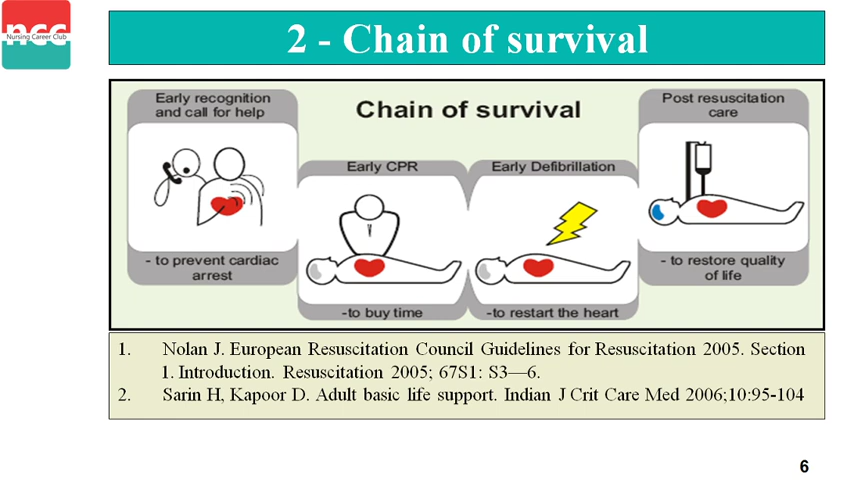 ncc
Nursing Career Club
2 - Chain of survival
Chain of survival
Early recognition
and call for help
- to prevent cardiac
arrest
Early CPR
-to buy time
Early Defibrillation
-to restart the heart
Post resuscitation
care
- to restore quality
of life
1. Nolan J. European Resuscitation Council Guidelines for Resuscitation 2005. Section
1. Introduction. Resuscitation 2005; 67S1: S3—6.
2. Sarin H, Kapoor D. Adult basic life support. Indian J Crit Care Med 2006;10:95-104
6